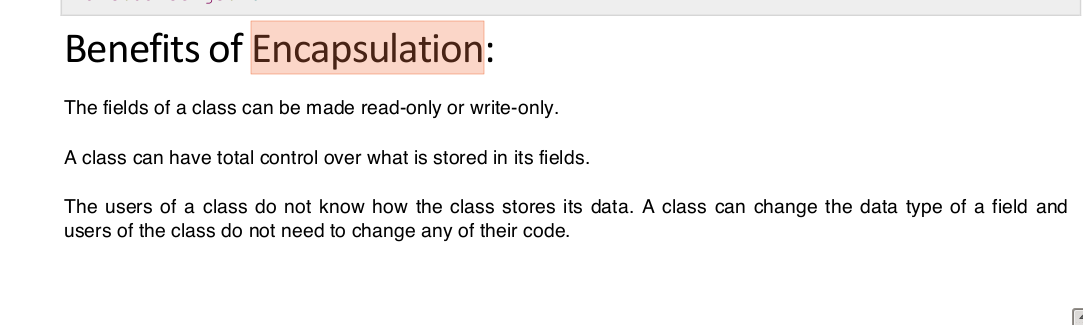 Benefits of Encapsulation:
The fields of a class can be made read-only or write-only.
A class can have total control over what is stored in its fields.
The users of a class do not know how the class stores its data. A class can change the data type of a field and
users of the class do not need to change any of their code.